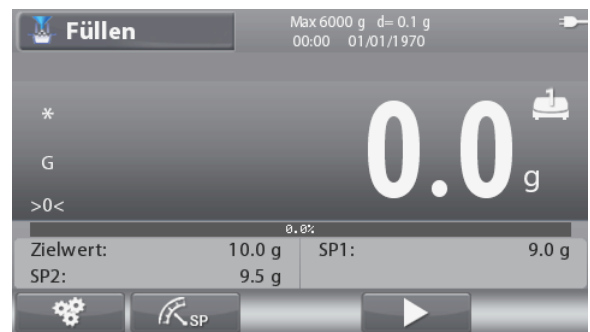 Füllen
Max 6000 g d= 0.1 g
00:00 01/01/1970
1
*
0.0 g
G
>0<
0.0%
Zielwert: 10.0 g SP1: 9.0 g
SP2: 9.5 g
SP